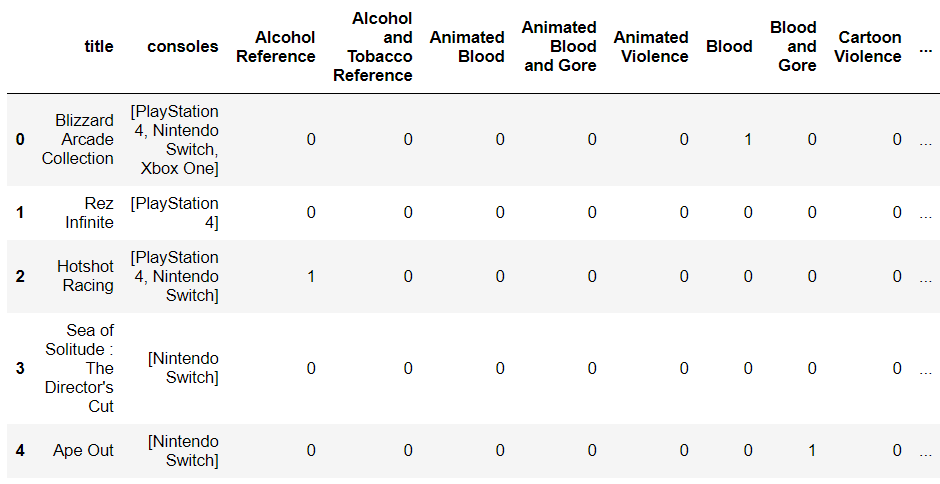 title consoles Alcohol Reference Alcohol and Tobacco Reference Animated Blood Animated Blood and Gore Animated Violence Blood Blood and Gore Cartoon Violence ...
0 Blizzard Arcade Collection [PlayStation 4, Nintendo Switch, Xbox One] 0 0 0 0 0 1 0 0 ...
1 Rez Infinite [PlayStation 4] 0 0 0 0 0 0 0 0 ...
2 Hotshot Racing [PlayStation 4, Nintendo Switch] 1 0 0 0 0 0 0 0 ...
3 Sea of Solitude : The Director's Cut [Nintendo Switch] 0 0 0 0 0 0 0 0 ...
4 Ape Out [Nintendo Switch] 0 0 0 0 0 0 1 0 ...